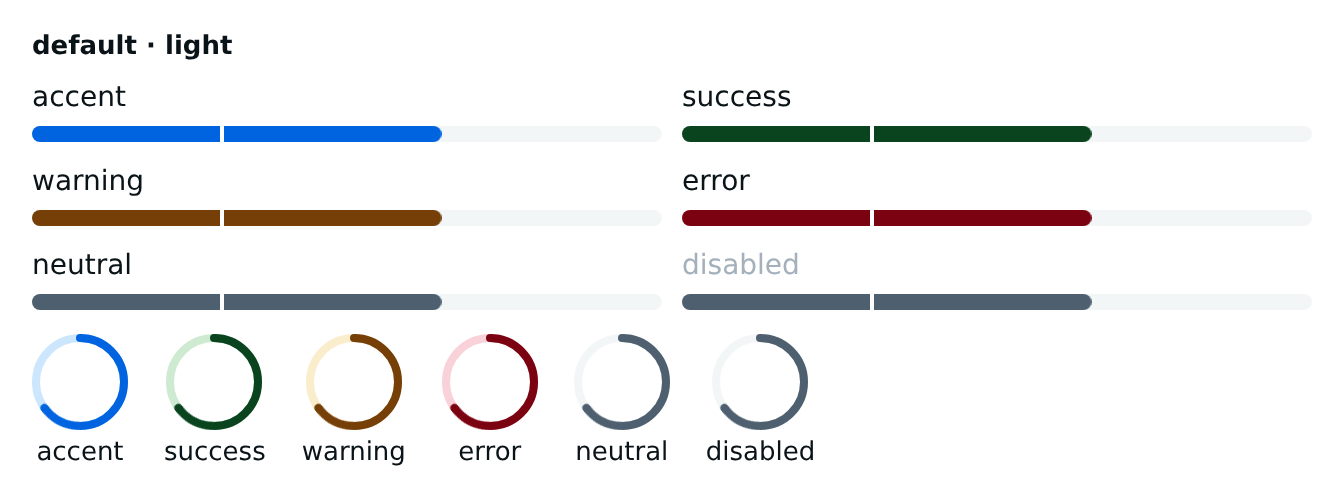 default · light
accent success
warning error
neutral disabled
accent success warning error neutral disabled